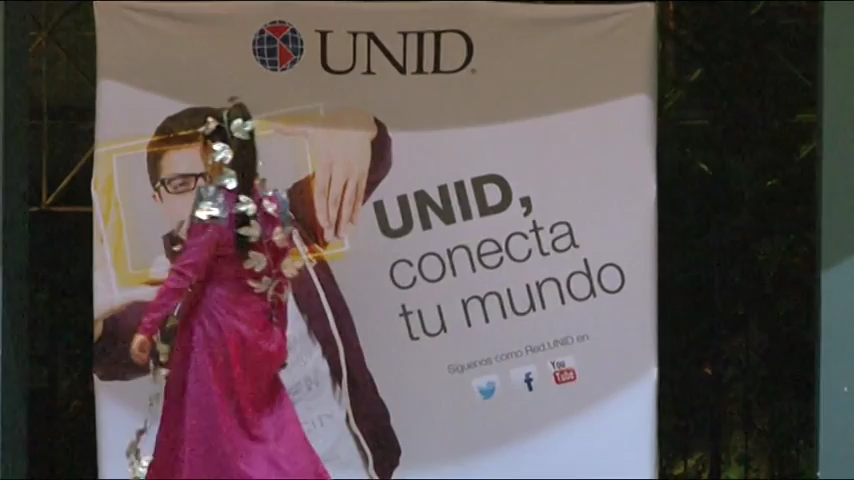 UNID
UNID,
conecta
tu mundo
Síguenos como Red.UNID en
You
Tube